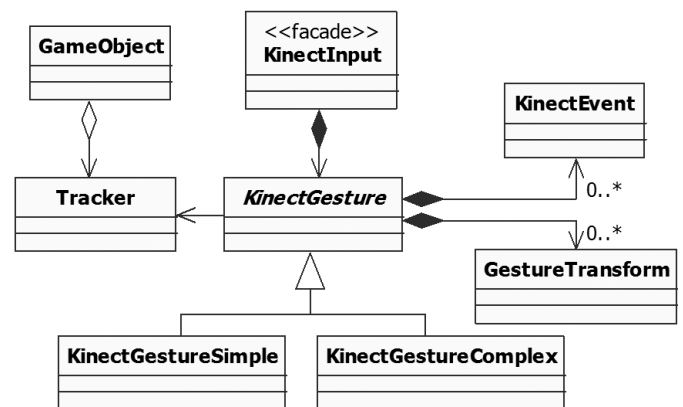 GameObject
<<facade>>
KinectInput
KinectEvent
Tracker
KinectGesture
0..*
0..*
GestureTransform
KinectGestureSimple
KinectGestureComplex